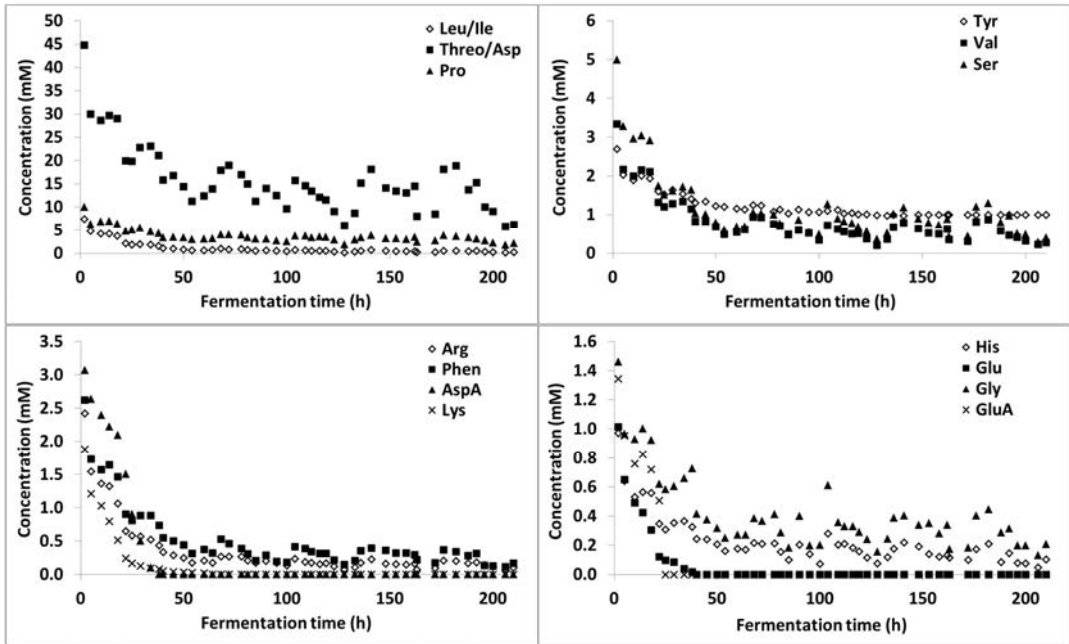 Concentration (mM)
50
45
40
35
30
25
20
15
10
5
0
Leu/Ile
Threo/Asp
Pro
0 50 100 150 200
Fermentation time (h)
Concentration (mM)
6
5
4
3
2
1
0
Tyr
Val
Ser
0 50 100 150 200
Fermentation time (h)
Concentration (mM)
3.5
3.0
2.5
2.0
1.5
1.0
0.5
0.0
Arg
Phen
AspA
Lys
0 50 100 150 200
Fermentation time (h)
Concentration (mM)
1.6
1.4
1.2
1.0
0.8
0.6
0.4
0.2
0.0
His
Glu
Gly
GluA
0 50 100 150 200
Fermentation time (h)